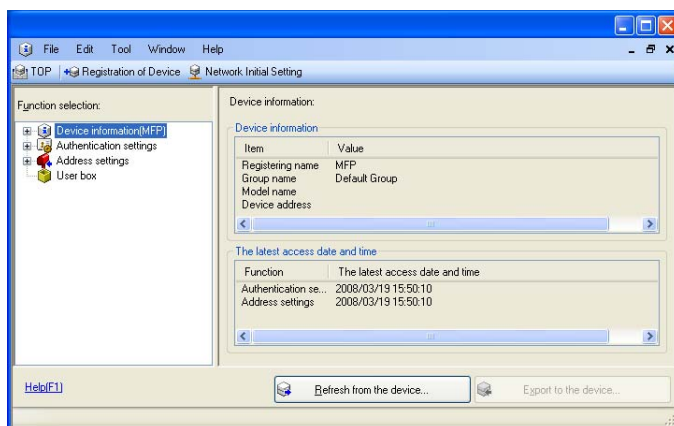 File Edit Tool Window Help
TOP Registration of Device Network Initial Setting
Function selection:
Device information(MFP)
Authentication settings
Address settings
User box
Device information:
Device information
Item Value
Registering name MFP
Group name Default Group
Model name
Device address
The latest access date and time
Function The latest access date and time
Authentication se... 2008/03/19 15:50:10
Address settings 2008/03/19 15:50:10
Help(F1)
Refresh from the device...
Export to the device...